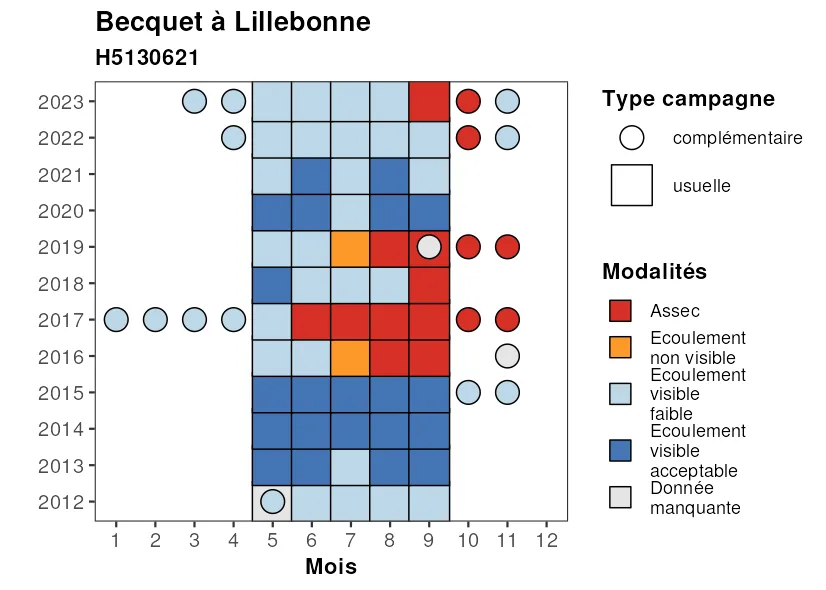 Becquet à Lillebonne
H5130621
2023
2022
2021
2020
2019
2018
2017
2016
2015
2014
2013
2012
1 2 3 4 5 6 7 8 9 10 11 12
Mois
Type campagne
complémentaire
usuelle
Modalités
Assec
Ecoulement
non visible
Ecoulement
visible
faible
Ecoulement
visible
acceptable
Donnée
manquante